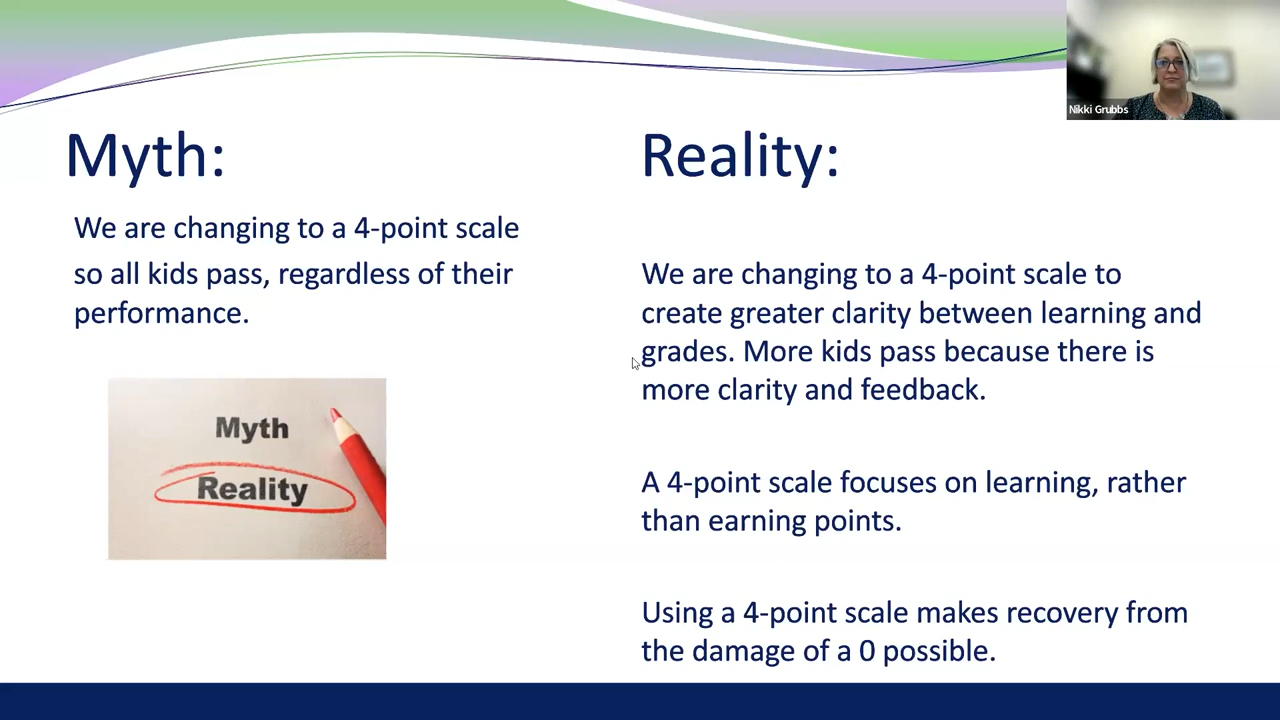 Nikki Grubbs
Myth:
We are changing to a 4-point scale
so all kids pass, regardless of their
performance.
Myth
Reality
Reality:
We are changing to a 4-point scale to
create greater clarity between learning and
grades. More kids pass because there is
more clarity and feedback.
A 4-point scale focuses on learning, rather
than earning points.
Using a 4-point scale makes recovery from
the damage of a 0 possible.